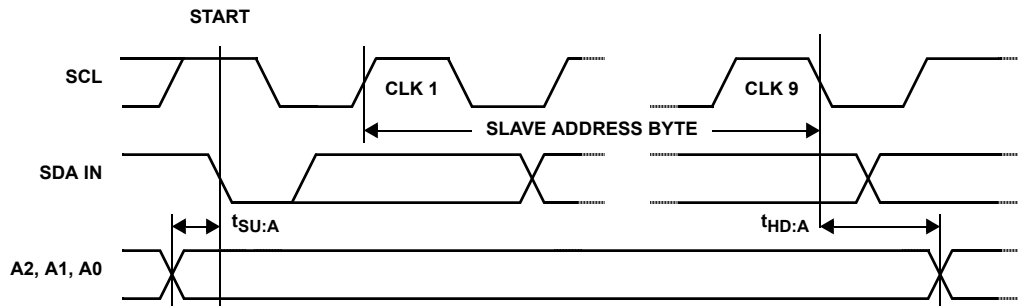 START
SCL
CLK 1
CLK 9
SLAVE ADDRESS BYTE
SDA IN
tSU:A
tHD:A
A2, A1, A0